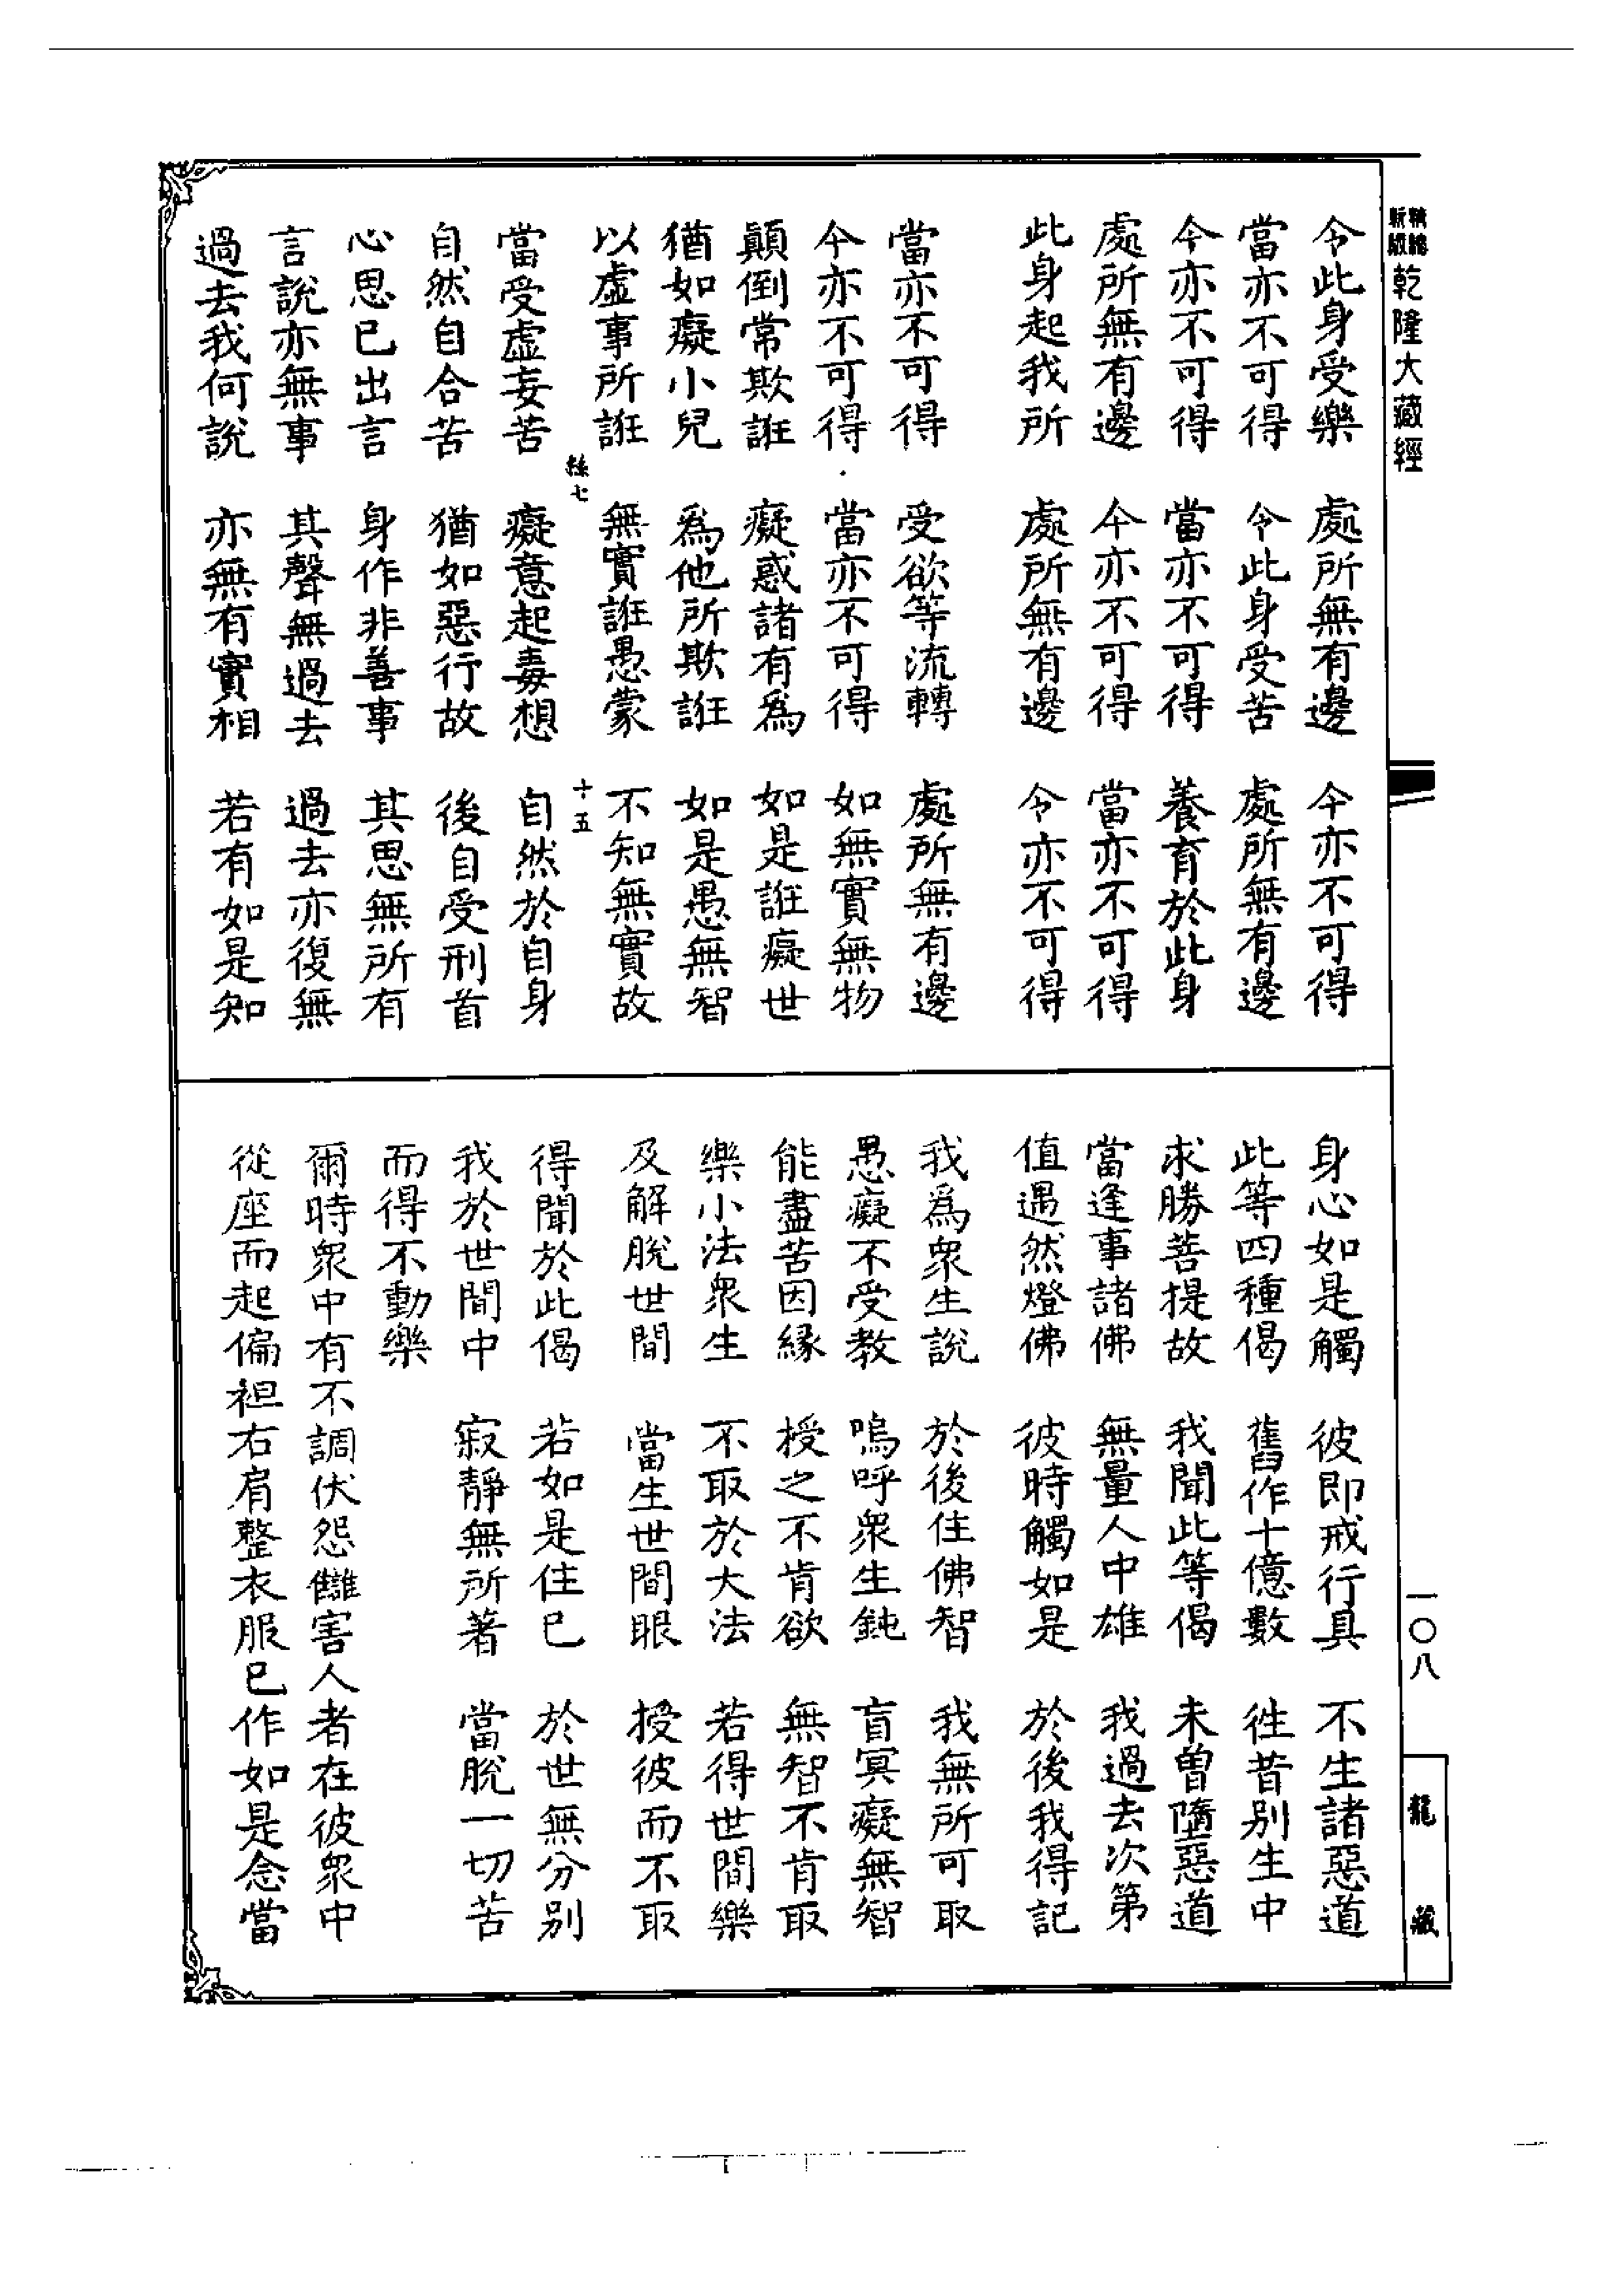 乾隆大藏經
令此身受樂　處所無有邊　今亦不可得
當亦不可得　令此身受苦　處所無有邊
今亦不可得　當亦不可得　養育於此身
處所無有邊　今亦不可得　當亦不可得
此身起我所　處所無有邊　今亦不可得
當亦不可得　受欲等流轉　處所無有邊
今亦不可得　當亦不可得　如無實無物
顛倒常欺誑　癡惑諸有爲　如是誑癡世
猶如癡小兒　爲他所欺誑　如是愚無智
以虛事所誑　無實誑愚蒙　不知無實故
十五
當受虛妄苦　癡意起毒想　自然於自身
自然自合苦　猶如惡行故　後自受刑首
心思已出言　身作非善事　其思無所有
言說亦無事　其聲無過去　過去亦復無
過去我何說　亦無有實相　若有如是知
身心如是觸　彼即戒行具　不生諸惡道
此等四種偈　舊作十億數　徃昔別生中
求勝菩提故　我聞此等偈　未曽墮惡道
當逢事諸佛　無量人中雄　我過去次第
值遇然燈佛　彼時觸如是　於後我得記
我爲衆生說　於後住佛智　我無所可取
愚癡不受教　嗚呼衆生鈍　盲冥癡無智
能盡苦因縁　授之不肯欲　無智不肯取
樂小法衆生　不取於大法　若得世間樂
及解脫世間　當生世間眼　授彼而不取
得聞於此偈　若如是住已　於世無分別
我於世間中　寂靜無所著　當脫一切苦
而得不動樂
爾時衆中有不調伏怨讎害人者在彼衆中
從座而起偏袒右肩整衣服已作如是念當
一〇八
龍藏